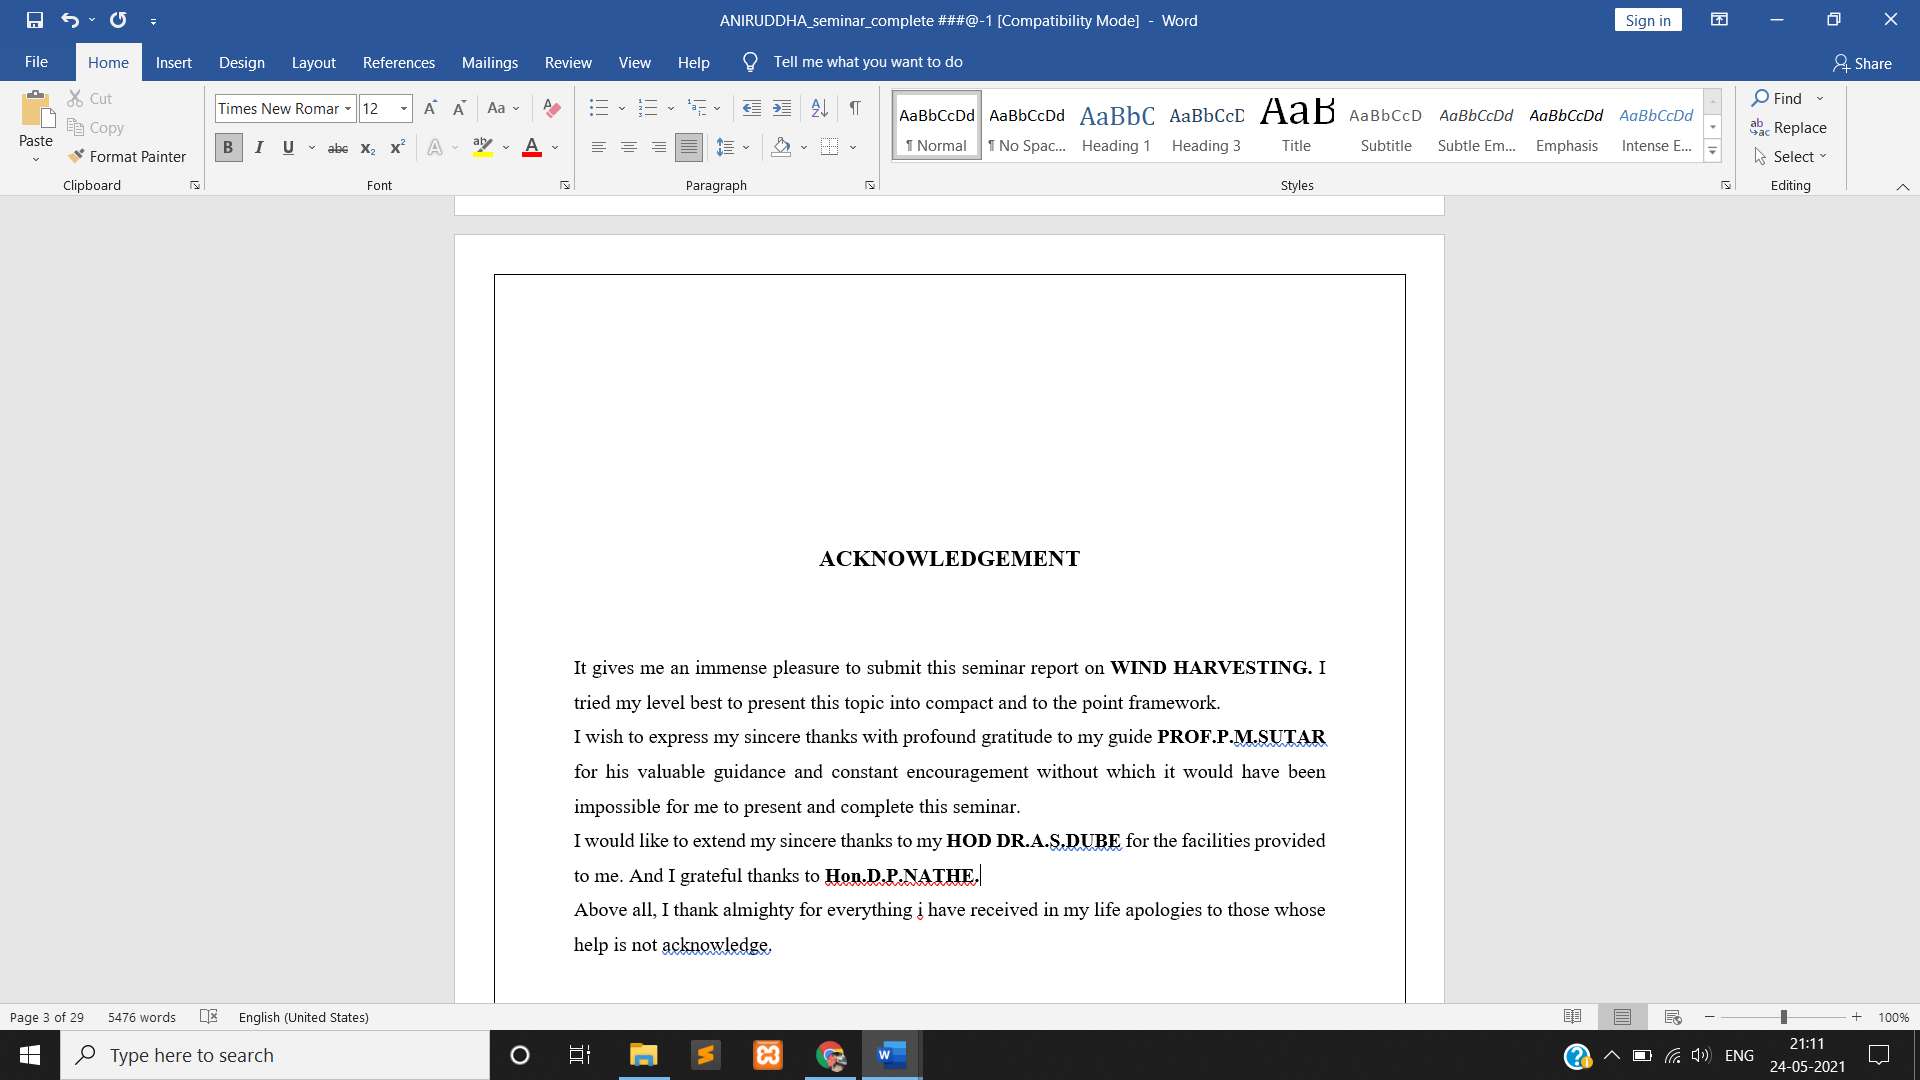 ANIRUDDHA_seminar_complete ###@-1 [Compatibility Mode] - Word
Sign in
File Home Insert Design Layout References Mailings Review View Help Tell me what you want to do Share
Paste Cut Copy Format Painter
Clipboard
Times New Romar 12 Aa
B I U abc x₂ x² A ab A
Font
Paragraph
AaBbCcDd AaBbCcDd AaBbC AaBbCcD AaB AaBbCcD AaBbCcDd AaBbCcDd AaBbCcDd
¶ Normal ¶ No Spac... Heading 1 Heading 3 Title Subtitle Subtle Em... Emphasis Intense E...
Styles
Find
Replace
Select
Editing
ACKNOWLEDGEMENT
It gives me an immense pleasure to submit this seminar report on WIND HARVESTING. I
tried my level best to present this topic into compact and to the point framework.
I wish to express my sincere thanks with profound gratitude to my guide PROF.P.M.SUTAR
for his valuable guidance and constant encouragement without which it would have been
impossible for me to present and complete this seminar.
I would like to extend my sincere thanks to my HOD DR.A.S.DUBE for the facilities provided
to me. And I grateful thanks to Hon.D.P.NATHE.
Above all, I thank almighty for everything i have received in my life apologies to those whose
help is not acknowledge.
Page 3 of 29 5476 words English (United States) 100%
Type here to search
ENG
21:11
24-05-2021